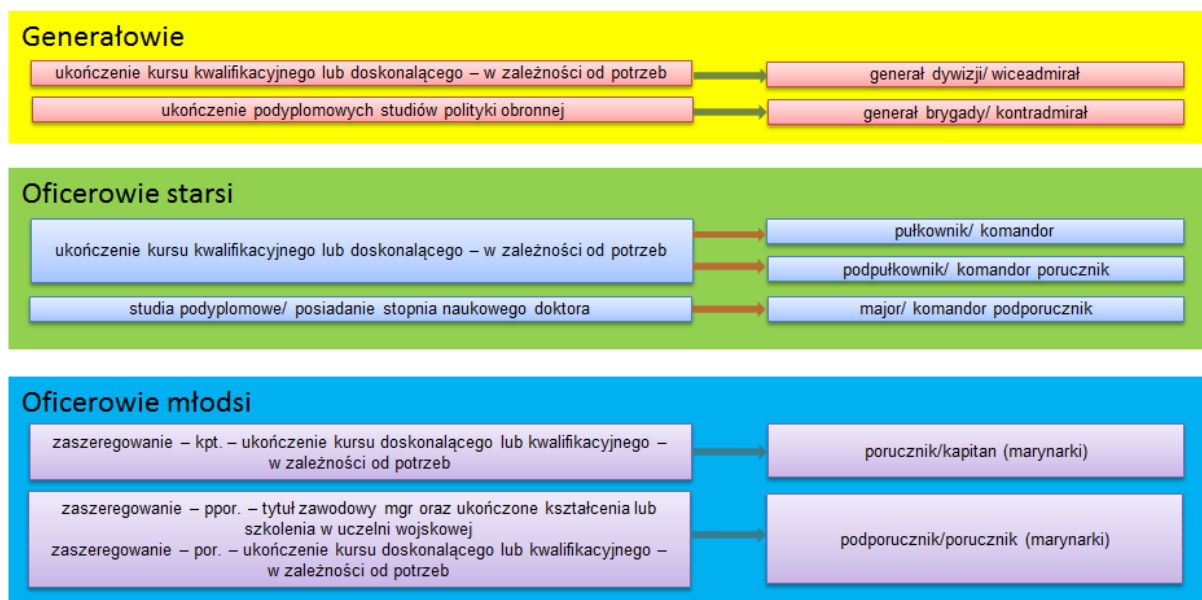 Generałowie
ukończenie kursu kwalifikacyjnego lub doskonalącego – w zależności od potrzeb
generał dywizji/ wiceadmirał
ukończenie podyplomowych studiów polityki obronnej
generał brygady/ kontradmirał
Oficerowie starsi
ukończenie kursu kwalifikacyjnego lub doskonalącego – w zależności od potrzeb
pułkownik/ komandor
podpułkownik/ komandor porucznik
studia podyplomowe/ posiadanie stopnia naukowego doktora
major/ komandor podporucznik
Oficerowie młodsi
zaszeregowanie – kpt. – ukończenie kursu doskonalącego lub kwalifikacyjnego –
w zależności od potrzeb
porucznik/kapitan (marynarki)
zaszeregowanie – ppor. – tytuł zawodowy mgr oraz ukończone kształcenia lub
szkolenia w uczelni wojskowej
zaszeregowanie – por. – ukończenie kursu doskonalącego lub kwalifikacyjnego –
w zależności od potrzeb
podporucznik/porucznik (marynarki)